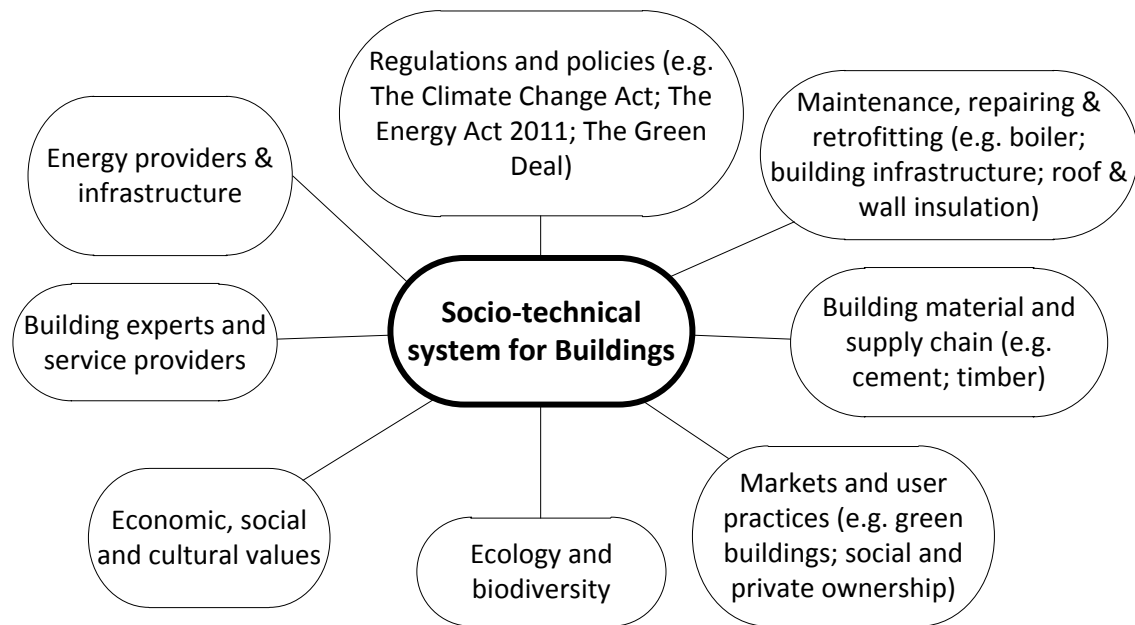 Regulations and policies (e.g.
The Climate Change Act; The
Energy Act 2011; The Green
Deal)
Maintenance, repairing &
retrofitting (e.g. boiler;
building infrastructure; roof &
wall insulation)
Energy providers &
infrastructure
Socio-technical
system for Buildings
Building experts and
service providers
Building material and
supply chain (e.g.
cement; timber)
Economic, social
and cultural values
Ecology and
biodiversity
Markets and user
practices (e.g. green
buildings; social and
private ownership)